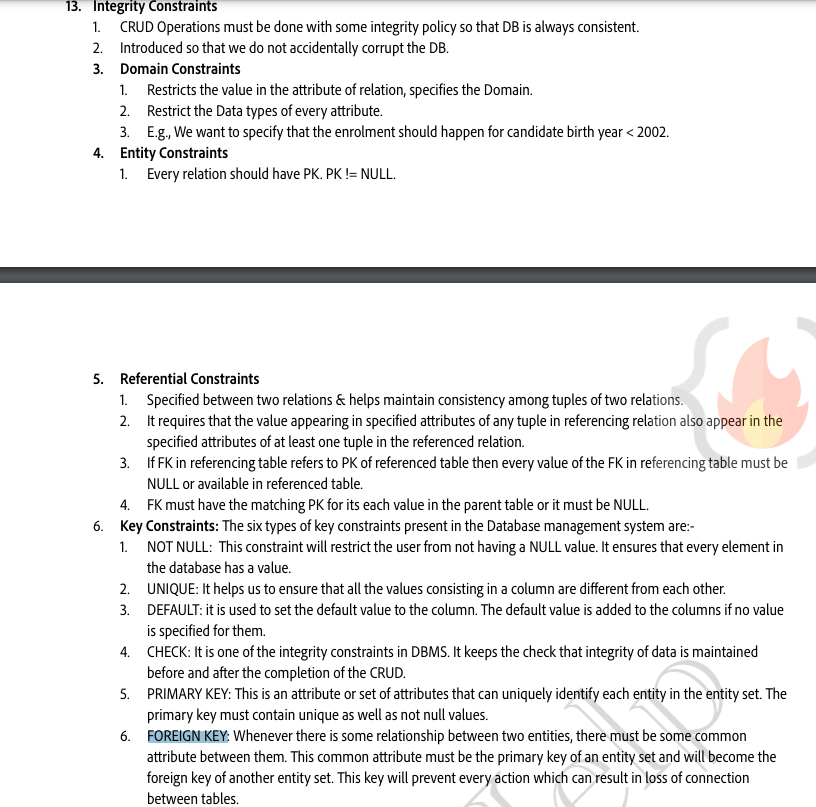 13. Integrity Constraints
1. CRUD Operations must be done with some integrity policy so that DB is always consistent.
2. Introduced so that we do not accidentally corrupt the DB.
3. Domain Constraints
1. Restricts the value in the attribute of relation, specifies the Domain.
2. Restrict the Data types of every attribute.
3. E.g., We want to specify that the enrolment should happen for candidate birth year < 2002.
4. Entity Constraints
1. Every relation should have PK. PK != NULL.
5. Referential Constraints
1. Specified between two relations & helps maintain consistency among tuples of two relations.
2. It requires that the value appearing in specified attributes of any tuple in referencing relation also appear in the
specified attributes of at least one tuple in the referenced relation.
3. If FK in referencing table refers to PK of referenced table then every value of the FK in referencing table must be
NULL or available in referenced table.
4. FK must have the matching PK for its each value in the parent table or it must be NULL.
6. Key Constraints: The six types of key constraints present in the Database management system are:-
1. NOT NULL: This constraint will restrict the user from not having a NULL value. It ensures that every element in
the database has a value.
2. UNIQUE: It helps us to ensure that all the values consisting in a column are different from each other.
3. DEFAULT: it is used to set the default value to the column. The default value is added to the columns if no value
is specified for them.
4. CHECK: It is one of the integrity constraints in DBMS. It keeps the check that integrity of data is maintained
before and after the completion of the CRUD.
5. PRIMARY KEY: This is an attribute or set of attributes that can uniquely identify each entity in the entity set. The
primary key must contain unique as well as not null values.
6. FOREIGN KEY: Whenever there is some relationship between two entities, there must be some common
attribute between them. This common attribute must be the primary key of an entity set and will become the
foreign key of another entity set. This key will prevent every action which can result in loss of connection
between tables.
Help